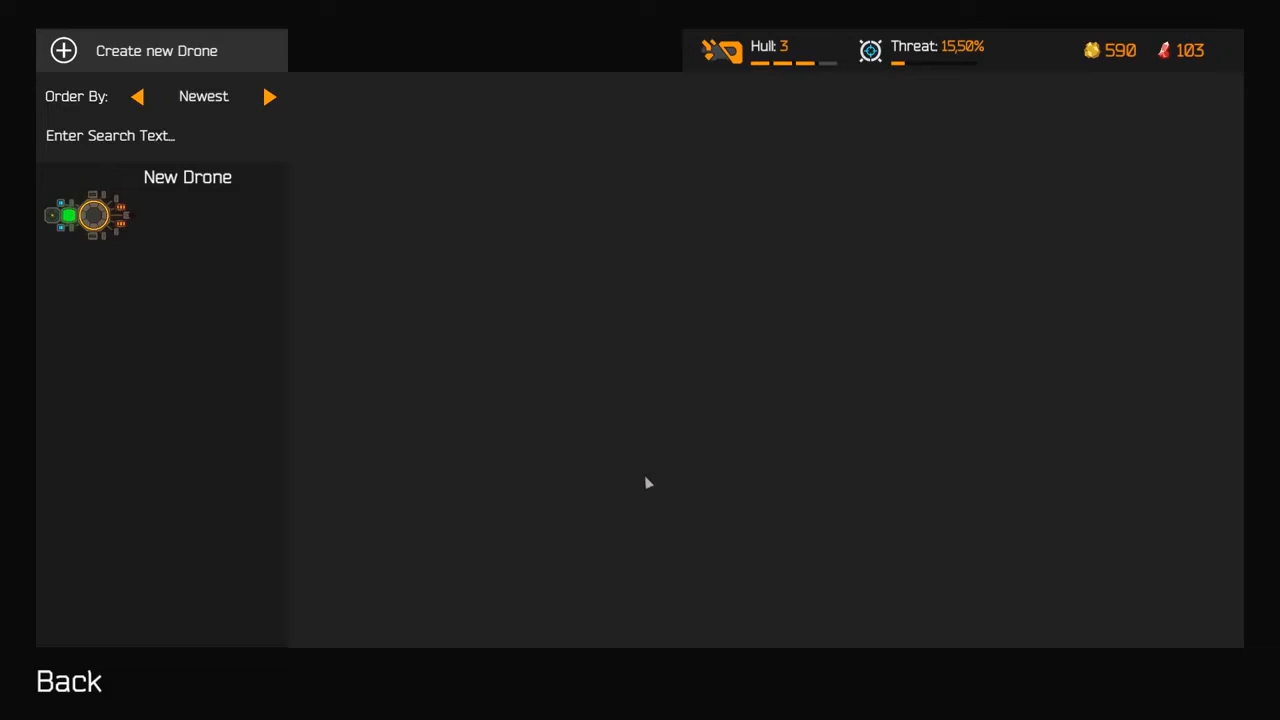 Create new Drone
Hull: 3
Threat: 15,50%
590
103
Order By:
Newest
Enter Search Text...
New Drone
Back